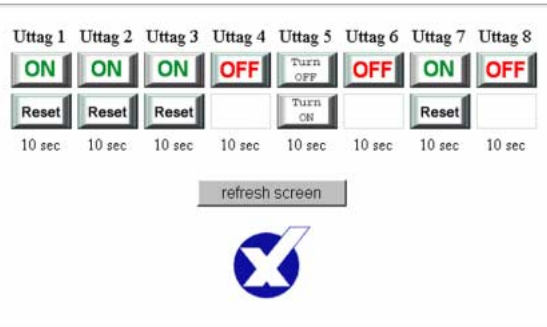 Uttag 1 Uttag 2 Uttag 3 Uttag 4 Uttag 5 Uttag 6 Uttag 7 Uttag 8
ON ON ON OFF Turn OFF OFF ON OFF
Reset Reset Reset Turn ON Reset
10 sec 10 sec 10 sec 10 sec 10 sec 10 sec 10 sec 10 sec
refresh screen